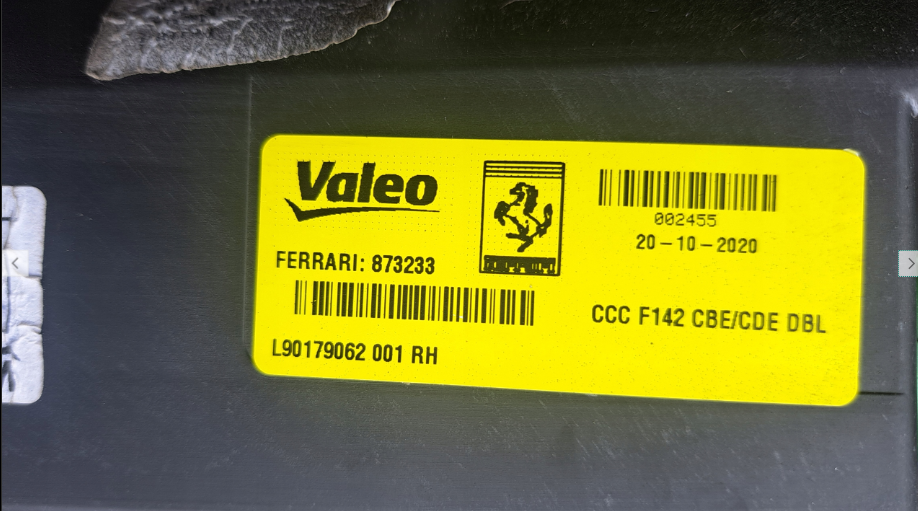 Valeo
002455
20-10-2020
FERRARI: 873233
CCC F142 CBE/CDE DBL
L90179062 001 RH